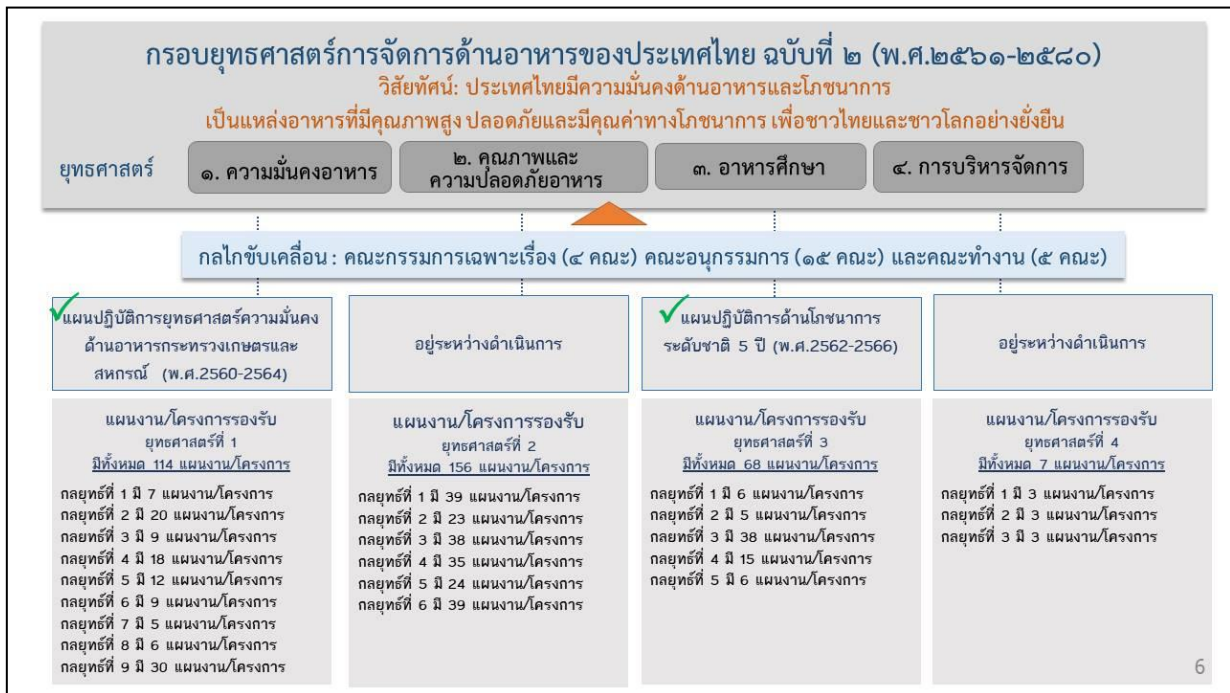 กรอบยุทธศาสตร์การจัดการด้านอาหารของประเทศไทย ฉบับที่ ๒ (พ.ศ.๒๕๖๑-๒๕๘๐)
วิสัยทัศน์: ประเทศไทยมีความมั่นคงด้านอาหารและโภชนาการ
เป็นแหล่งอาหารที่มีคุณภาพสูง ปลอดภัยและมีคุณค่าทางโภชนาการ เพื่อชาวไทยและชาวโลกอย่างยั่งยืน
ยุทธศาสตร์
๑. ความมั่นคงอาหาร
๒. คุณภาพและ
ความปลอดภัยอาหาร
๓. อาหารศึกษา
๔. การบริหารจัดการ
กลไกขับเคลื่อน : คณะกรรมการเฉพาะเรื่อง (๔ คณะ) คณะอนุกรรมการ (๑๕ คณะ) และคณะทำงาน (๕ คณะ)
แผนปฏิบัติการยุทธศาสตร์ความมั่นคง
ด้านอาหารกระทรวงเกษตรและ
สหกรณ์ (พ.ศ.2560-2564)
อยู่ระหว่างดำเนินการ
แผนปฏิบัติการด้านโภชนาการ
ระดับชาติ 5 ปี (พ.ศ.2562-2566)
อยู่ระหว่างดำเนินการ
แผนงาน/โครงการรองรับ
ยุทธศาสตร์ที่ 1
มีทั้งหมด 114 แผนงาน/โครงการ
กลยุทธ์ที่ 1 มี 7 แผนงาน/โครงการ
กลยุทธ์ที่ 2 มี 20 แผนงาน/โครงการ
กลยุทธ์ที่ 3 มี 9 แผนงาน/โครงการ
กลยุทธ์ที่ 4 มี 18 แผนงาน/โครงการ
กลยุทธ์ที่ 5 มี 12 แผนงาน/โครงการ
กลยุทธ์ที่ 6 มี 9 แผนงาน/โครงการ
กลยุทธ์ที่ 7 มี 5 แผนงาน/โครงการ
กลยุทธ์ที่ 8 มี 6 แผนงาน/โครงการ
กลยุทธ์ที่ 9 มี 30 แผนงาน/โครงการ
แผนงาน/โครงการรองรับ
ยุทธศาสตร์ที่ 2
มีทั้งหมด 156 แผนงาน/โครงการ
กลยุทธ์ที่ 1 มี 39 แผนงาน/โครงการ
กลยุทธ์ที่ 2 มี 23 แผนงาน/โครงการ
กลยุทธ์ที่ 3 มี 38 แผนงาน/โครงการ
กลยุทธ์ที่ 4 มี 35 แผนงาน/โครงการ
กลยุทธ์ที่ 5 มี 24 แผนงาน/โครงการ
กลยุทธ์ที่ 6 มี 39 แผนงาน/โครงการ
แผนงาน/โครงการรองรับ
ยุทธศาสตร์ที่ 3
มีทั้งหมด 68 แผนงาน/โครงการ
กลยุทธ์ที่ 1 มี 6 แผนงาน/โครงการ
กลยุทธ์ที่ 2 มี 5 แผนงาน/โครงการ
กลยุทธ์ที่ 3 มี 38 แผนงาน/โครงการ
กลยุทธ์ที่ 4 มี 15 แผนงาน/โครงการ
กลยุทธ์ที่ 5 มี 6 แผนงาน/โครงการ
แผนงาน/โครงการรองรับ
ยุทธศาสตร์ที่ 4
มีทั้งหมด 7 แผนงาน/โครงการ
กลยุทธ์ที่ 1 มี 3 แผนงาน/โครงการ
กลยุทธ์ที่ 2 มี 3 แผนงาน/โครงการ
กลยุทธ์ที่ 3 มี 3 แผนงาน/โครงการ
6